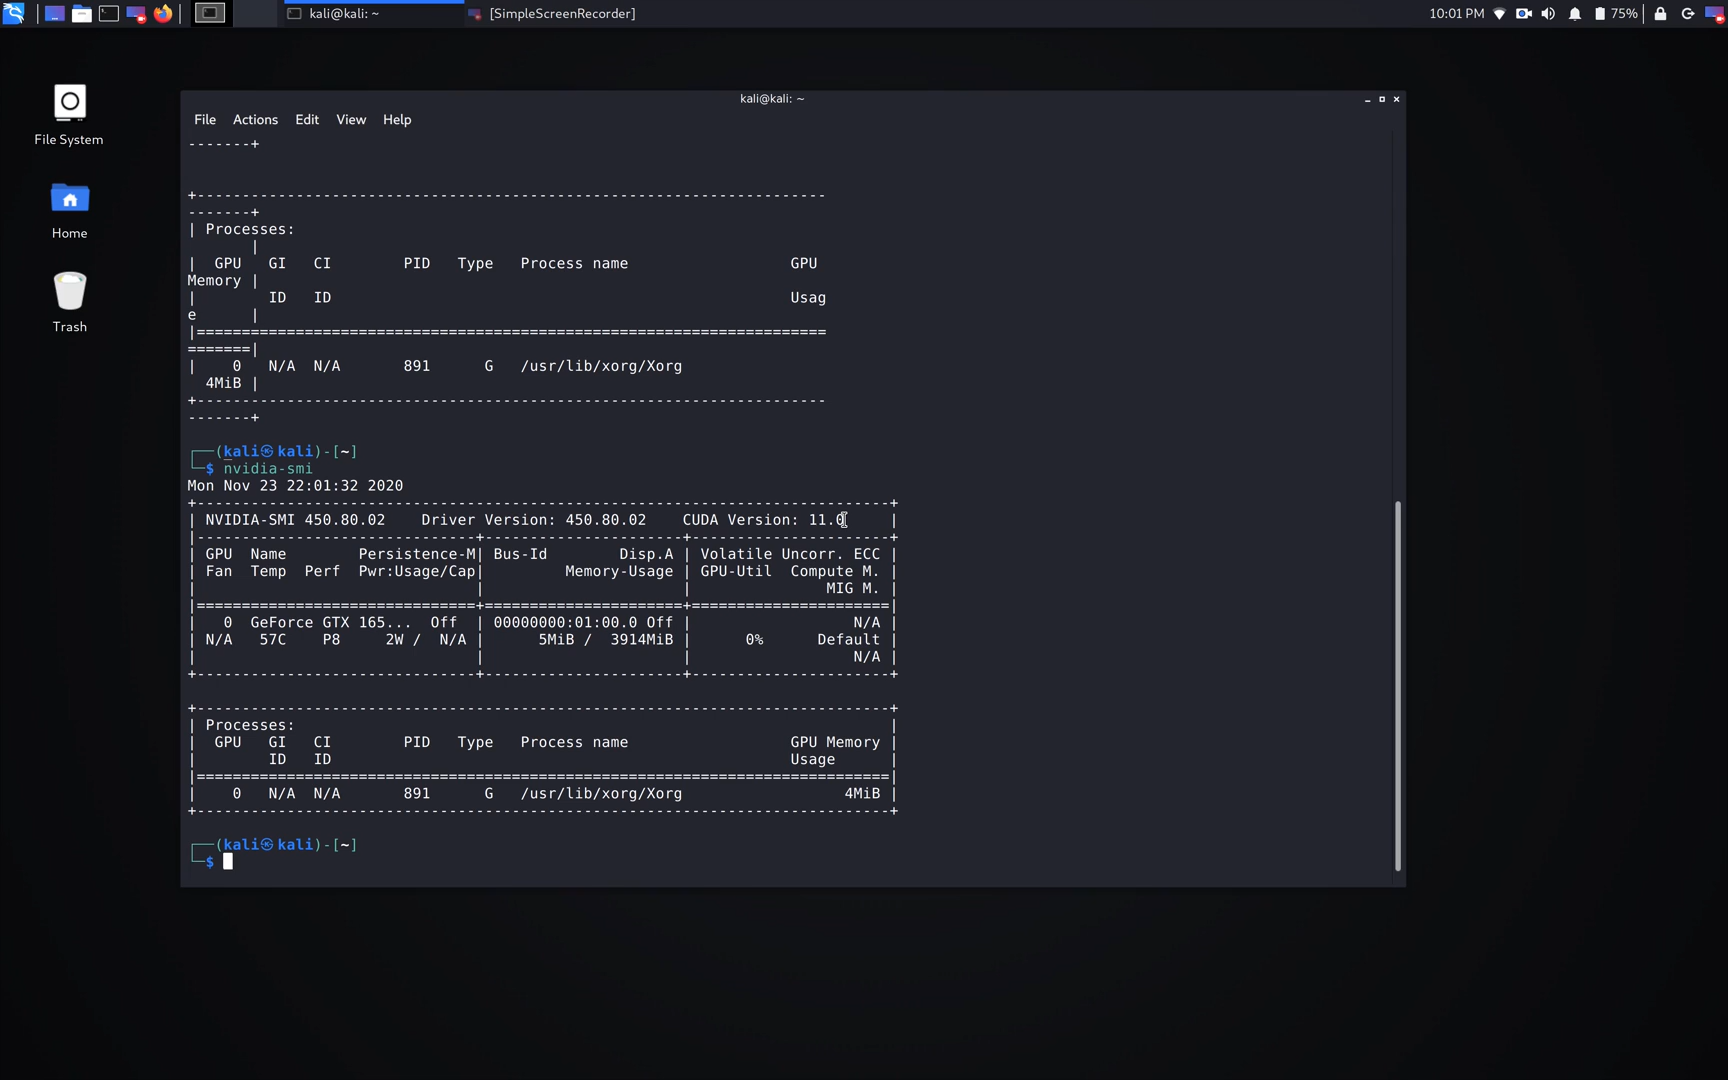 kali@kali: ~
[SimpleScreenRecorder]
10:01 PM
75%
File System
Home
Trash
kali@kali: ~
File Actions Edit View Help
-------+
+----------------------------------------------------------------------
-------+
| Processes:
       |
|  GPU   GI   CI        PID   Type   Process name                  GPU
Memory |
|        ID   ID                                                   Usag
e      |
|======================================================================
=======|
|    0   N/A  N/A       891      G   /usr/lib/xorg/Xorg
  4MiB |
+----------------------------------------------------------------------
-------+
┌──(kali㉿kali)-[~]
└─$ nvidia-smi
Mon Nov 23 22:01:32 2020
+-----------------------------------------------------------------------------+
| NVIDIA-SMI 450.80.02    Driver Version: 450.80.02    CUDA Version: 11.0     |
|-------------------------------+----------------------+----------------------+
| GPU  Name        Persistence-M| Bus-Id        Disp.A | Volatile Uncorr. ECC |
| Fan  Temp  Perf  Pwr:Usage/Cap|         Memory-Usage | GPU-Util  Compute M. |
|                               |                      |               MIG M. |
|===============================+======================+======================|
|   0  GeForce GTX 165...  Off  | 00000000:01:00.0 Off |                  N/A |
| N/A   57C    P8     2W /  N/A |      5MiB /  3914MiB |      0%      Default |
|                               |                      |                  N/A |
+-------------------------------+----------------------+----------------------+
+-----------------------------------------------------------------------------+
| Processes:                                                                  |
|  GPU   GI   CI        PID   Type   Process name                  GPU Memory |
|        ID   ID                                                   Usage      |
|=============================================================================|
|    0   N/A  N/A       891      G   /usr/lib/xorg/Xorg                  4MiB |
+-----------------------------------------------------------------------------+
┌──(kali㉿kali)-[~]
└─$